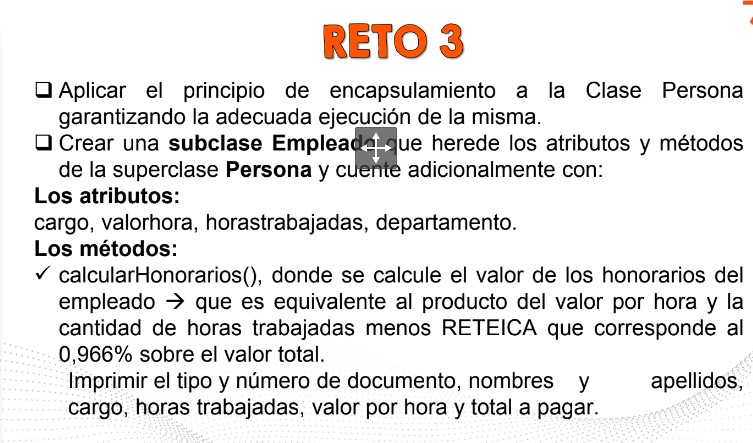 RETO 3
❑ Aplicar el principio de encapsulamiento a la Clase Persona
garantizando la adecuada ejecución de la misma.
❑ Crear una subclase Empleado que herede los atributos y métodos
de la superclase Persona y cuente adicionalmente con:
Los atributos:
cargo, valorhora, horastrabajadas, departamento.
Los métodos:
✓ calcularHonorarios(), donde se calcule el valor de los honorarios del
empleado → que es equivalente al producto del valor por hora y la
cantidad de horas trabajadas menos RETEICA que corresponde al
0,966% sobre el valor total.
Imprimir el tipo y número de documento, nombres y apellidos,
cargo, horas trabajadas, valor por hora y total a pagar.